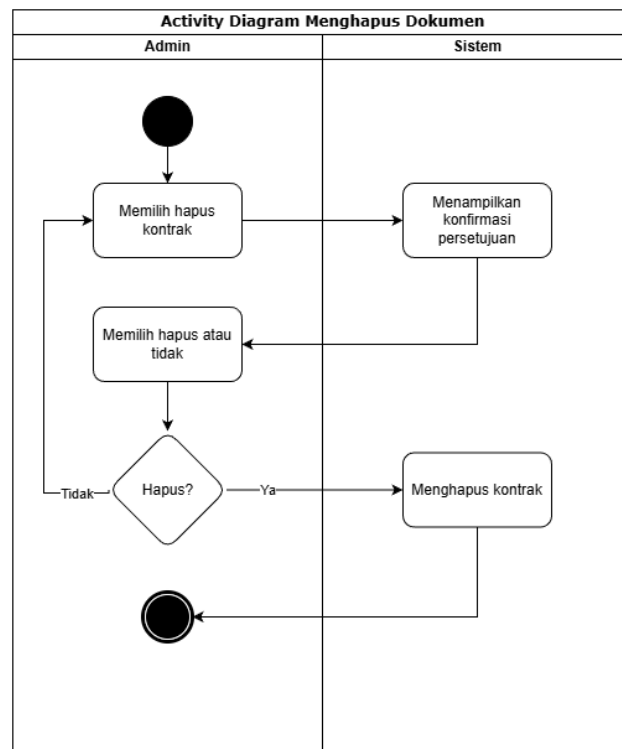 Activity Diagram Menghapus Dokumen
Admin
Sistem
Memilih hapus
kontrak
Menampilkan
konfirmasi
persetujuan
Memilih hapus atau
tidak
Hapus?
Tidak
Ya
Menghapus kontrak